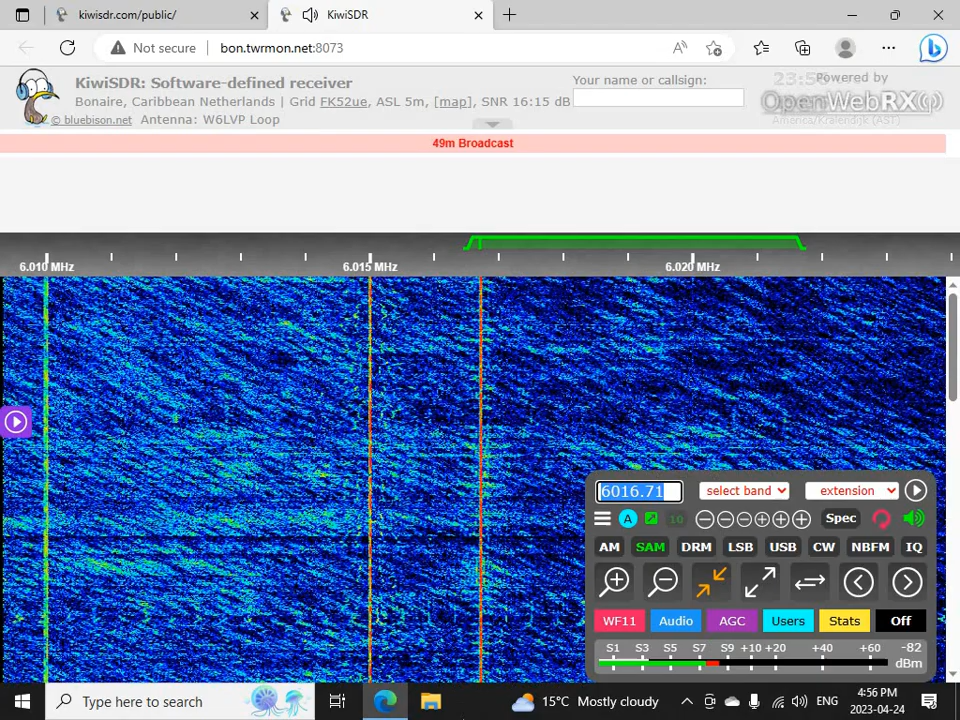 kiwisdr.com/public/
KiwiSDR
Not secure
bon.twrmon.net:8073
KiwiSDR: Software-defined receiver
Bonaire, Caribbean Netherlands | Grid FK52ue, ASL 5m, [map], SNR 16:15 dB
© bluebison.net Antenna: W6LVP Loop
Your name or callsign:
Powered by
OpenWebRX
America/Kralendijk (AST)
49m Broadcast
6.010 MHz
6.015 MHz
6.020 MHz
6016.71
select band
extension
A
10
Spec
AM SAM DRM LSB USB CW NBFM IQ
WF11 Audio AGC Users Stats Off
S1 S3 S5 S7 S9 +10 +20 +40 +60 -82
dBm
Type here to search
15°C Mostly cloudy
ENG
4:56 PM
2023-04-24